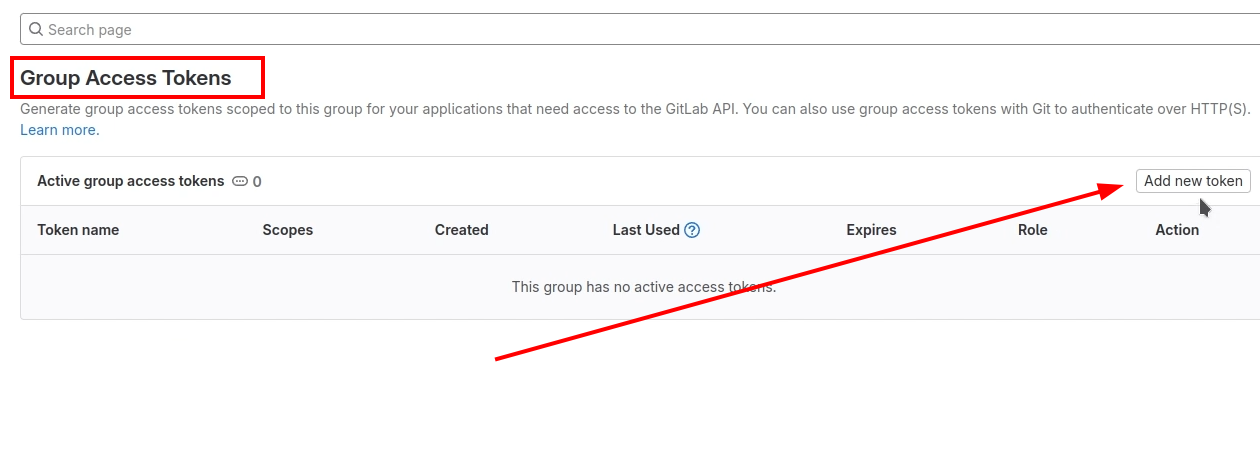 Search page
Group Access Tokens
Generate group access tokens scoped to this group for your applications that need access to the GitLab API. You can also use group access tokens with Git to authenticate over HTTP(S).
Learn more.
Active group access tokens 0 Add new token
Token name Scopes Created Last Used Expires Role Action
This group has no active access tokens.